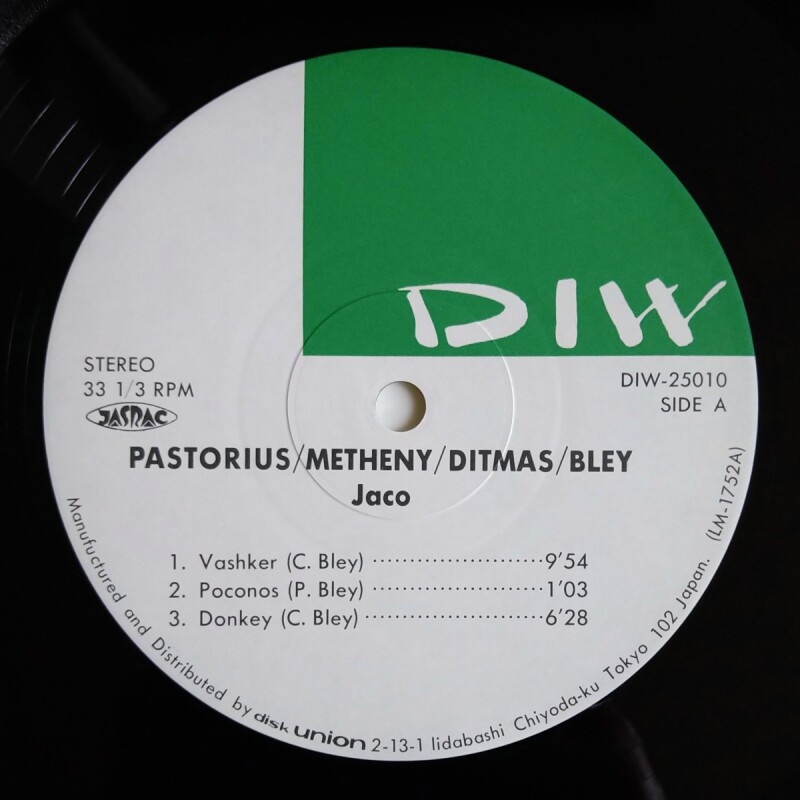 DIW
STEREO
33 1/3 RPM
JASRAC
DIW-25010
SIDE A
PASTORIUS/METHENY/DITMAS/BLEY
Jaco
1. Vashker (C. Bley) ························9′54
2. Poconos (P. Bley) ························1′03
3. Donkey (C. Bley) ························6′28
Manufuctured and Distributed by disk union 2-13-1 Iidabashi Chiyoda-ku Tokyo 102 Japan. (LM-1752A)